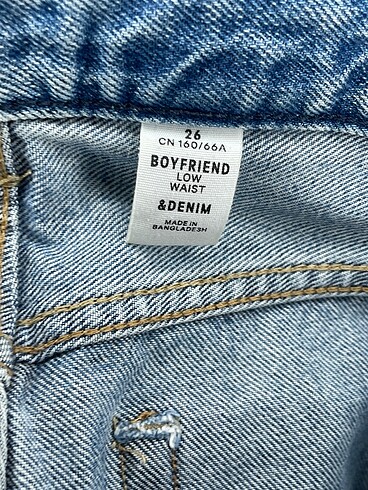 26
CN 160/66A
BOYFRIEND
LOW
WAIST
&DENIM
MADE IN
BANGLADESH